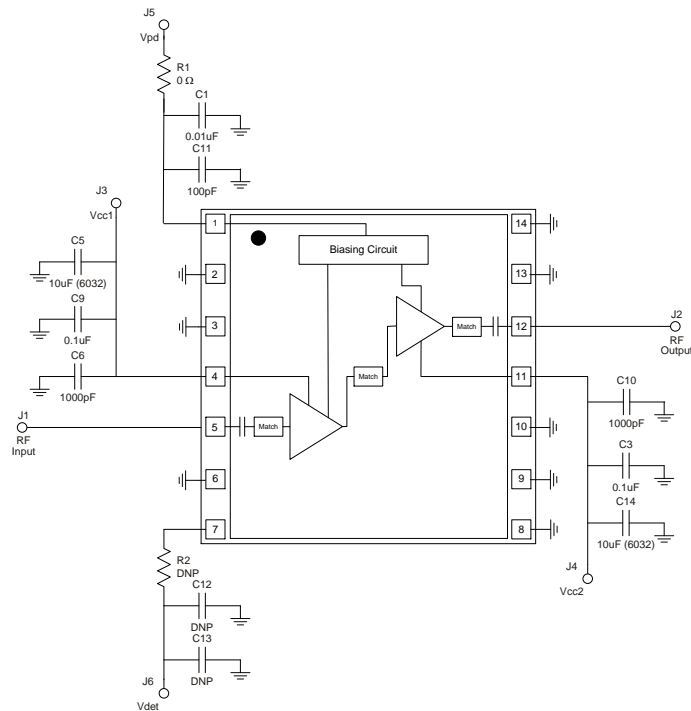 J5
Vpd
R1
0 Ω
C1
0.01uF
C11
100pF
J3
Vcc1
C5
10uF (6032)
C9
0.1uF
C6
1000pF
J1
RF
Input
1
2
3
4
5
6
7
14
13
12
11
10
9
8
Biasing Circuit
Match
Match
Match
J2
RF
Output
C10
1000pF
C3
0.1uF
C14
10uF (6032)
J4
Vcc2
R2
DNP
C12
DNP
C13
DNP
J6
Vdet